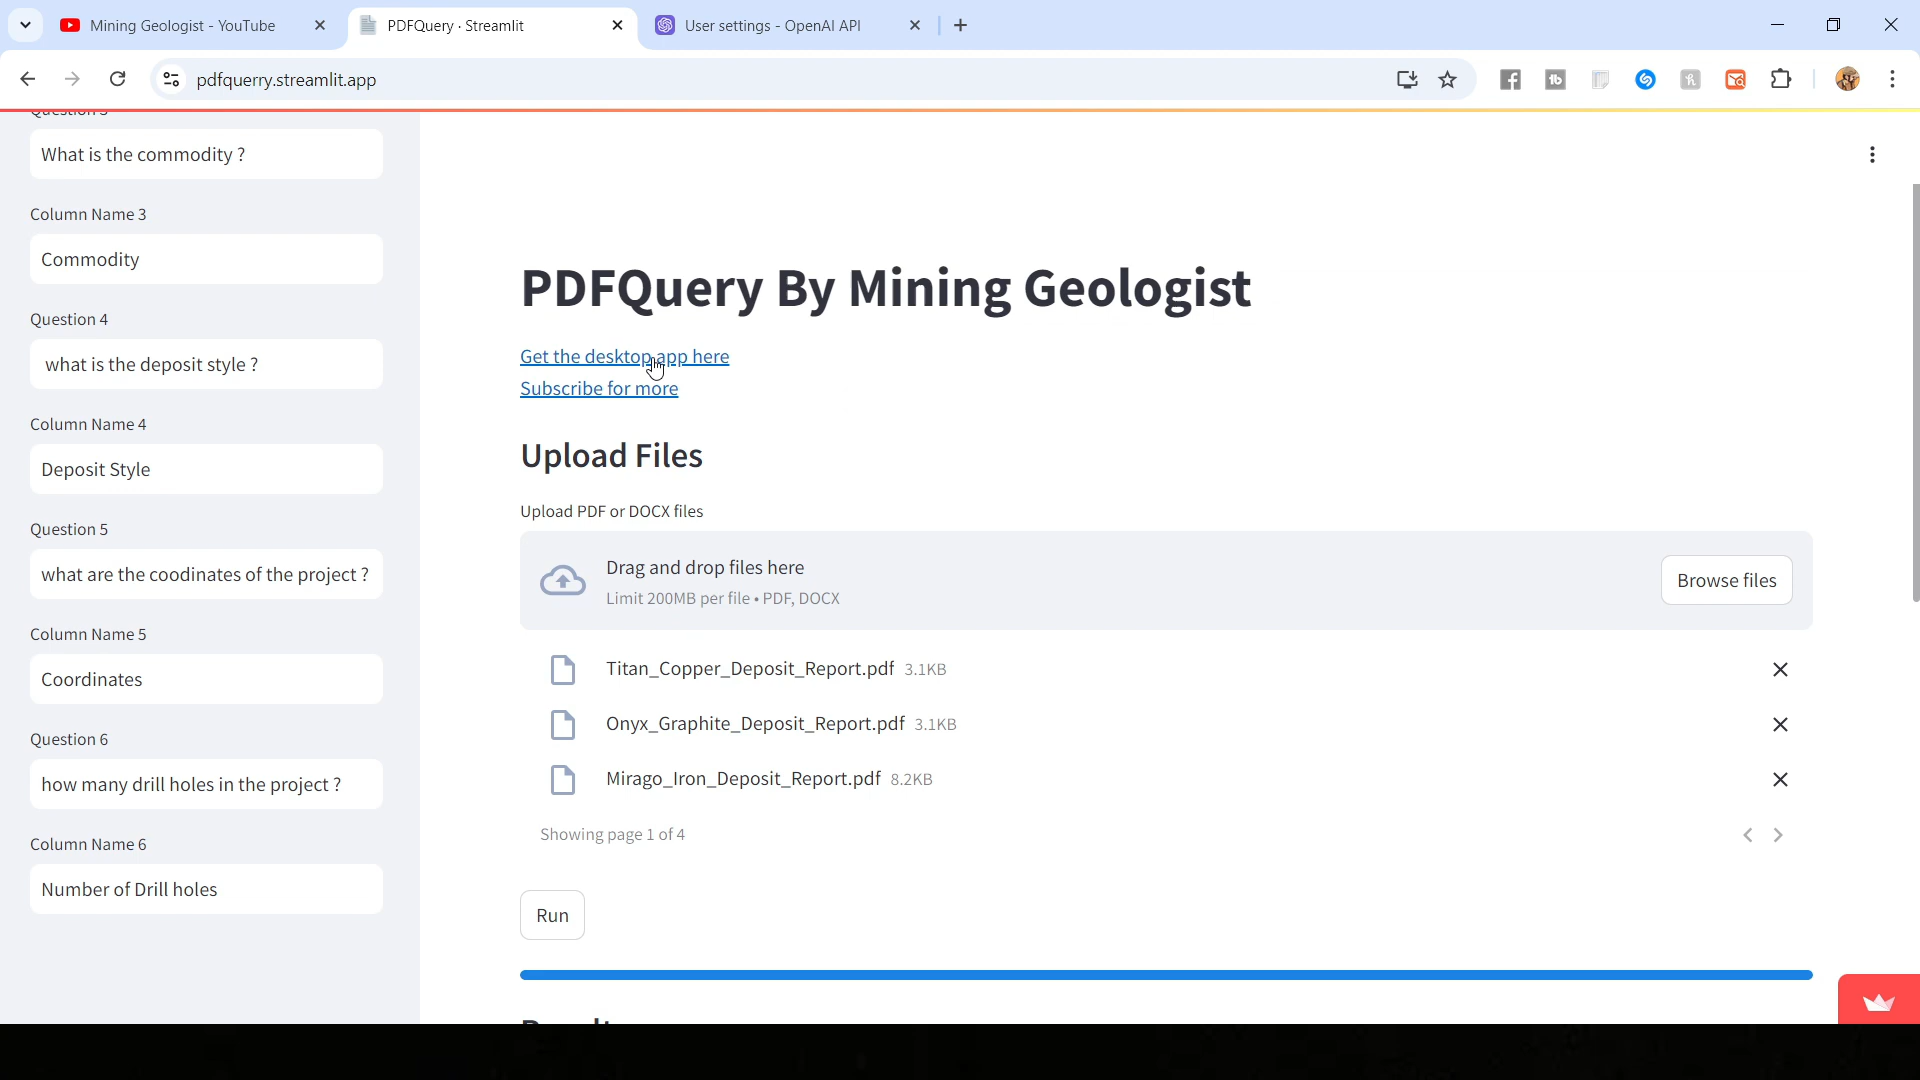 Mining Geologist - YouTube
PDFQuery · Streamlit
User settings - OpenAI API
pdfquerry.streamlit.app
What is the commodity ?
Column Name 3
Commodity
Question 4
what is the deposit style ?
Column Name 4
Deposit Style
Question 5
what are the coodinates of the project ?
Column Name 5
Coordinates
Question 6
how many drill holes in the project ?
Column Name 6
Number of Drill holes
PDFQuery By Mining Geologist
Get the desktop app here
Subscribe for more
Upload Files
Upload PDF or DOCX files
Drag and drop files here
Limit 200MB per file • PDF, DOCX
Browse files
Titan_Copper_Deposit_Report.pdf 3.1KB
Onyx_Graphite_Deposit_Report.pdf 3.1KB
Mirago_Iron_Deposit_Report.pdf 8.2KB
Showing page 1 of 4
Run